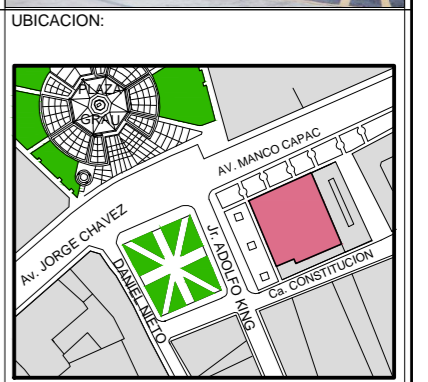 UBICACION:
PLAZA
GRAU
AV. MANCO CAPAC
Av. JORGE CHAVEZ
Jr. ADOLFO KING
DANIEL NIETO
Ca. CONSTITUCION